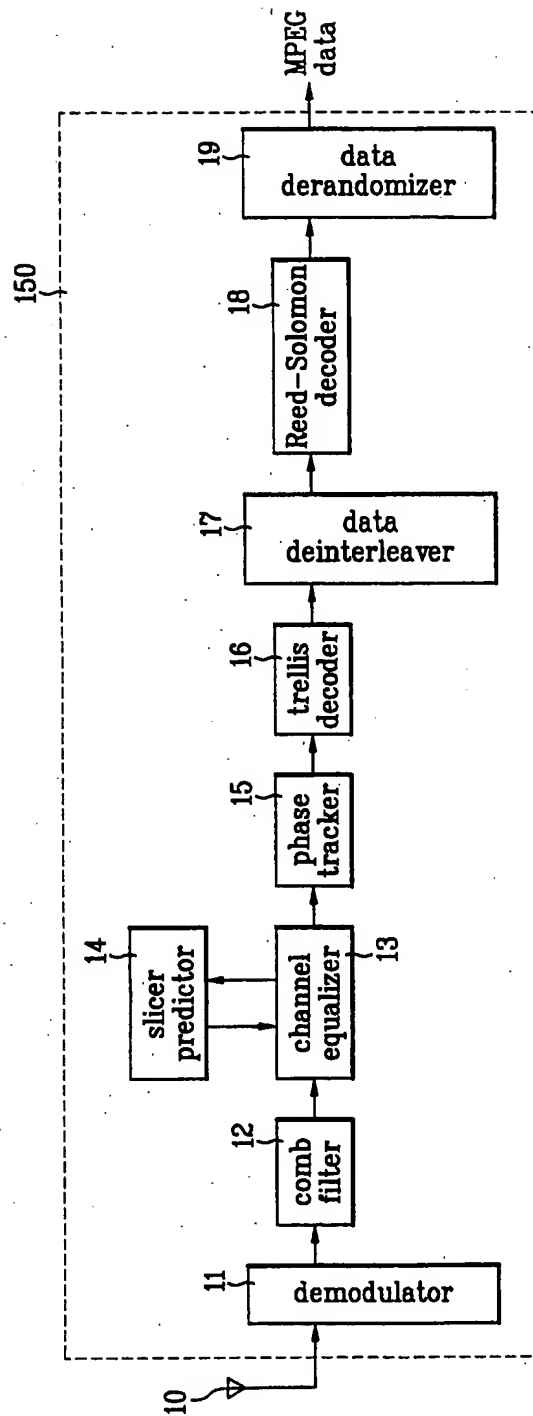 150
10
11
demodulator
12
comb
filter
13
channel
equalizer
14
slicer
predictor
15
phase
tracker
16
trellis
decoder
17
data
deinterleaver
18
Reed-Solomon
decoder
19
data
derandomizer
MPEG
data